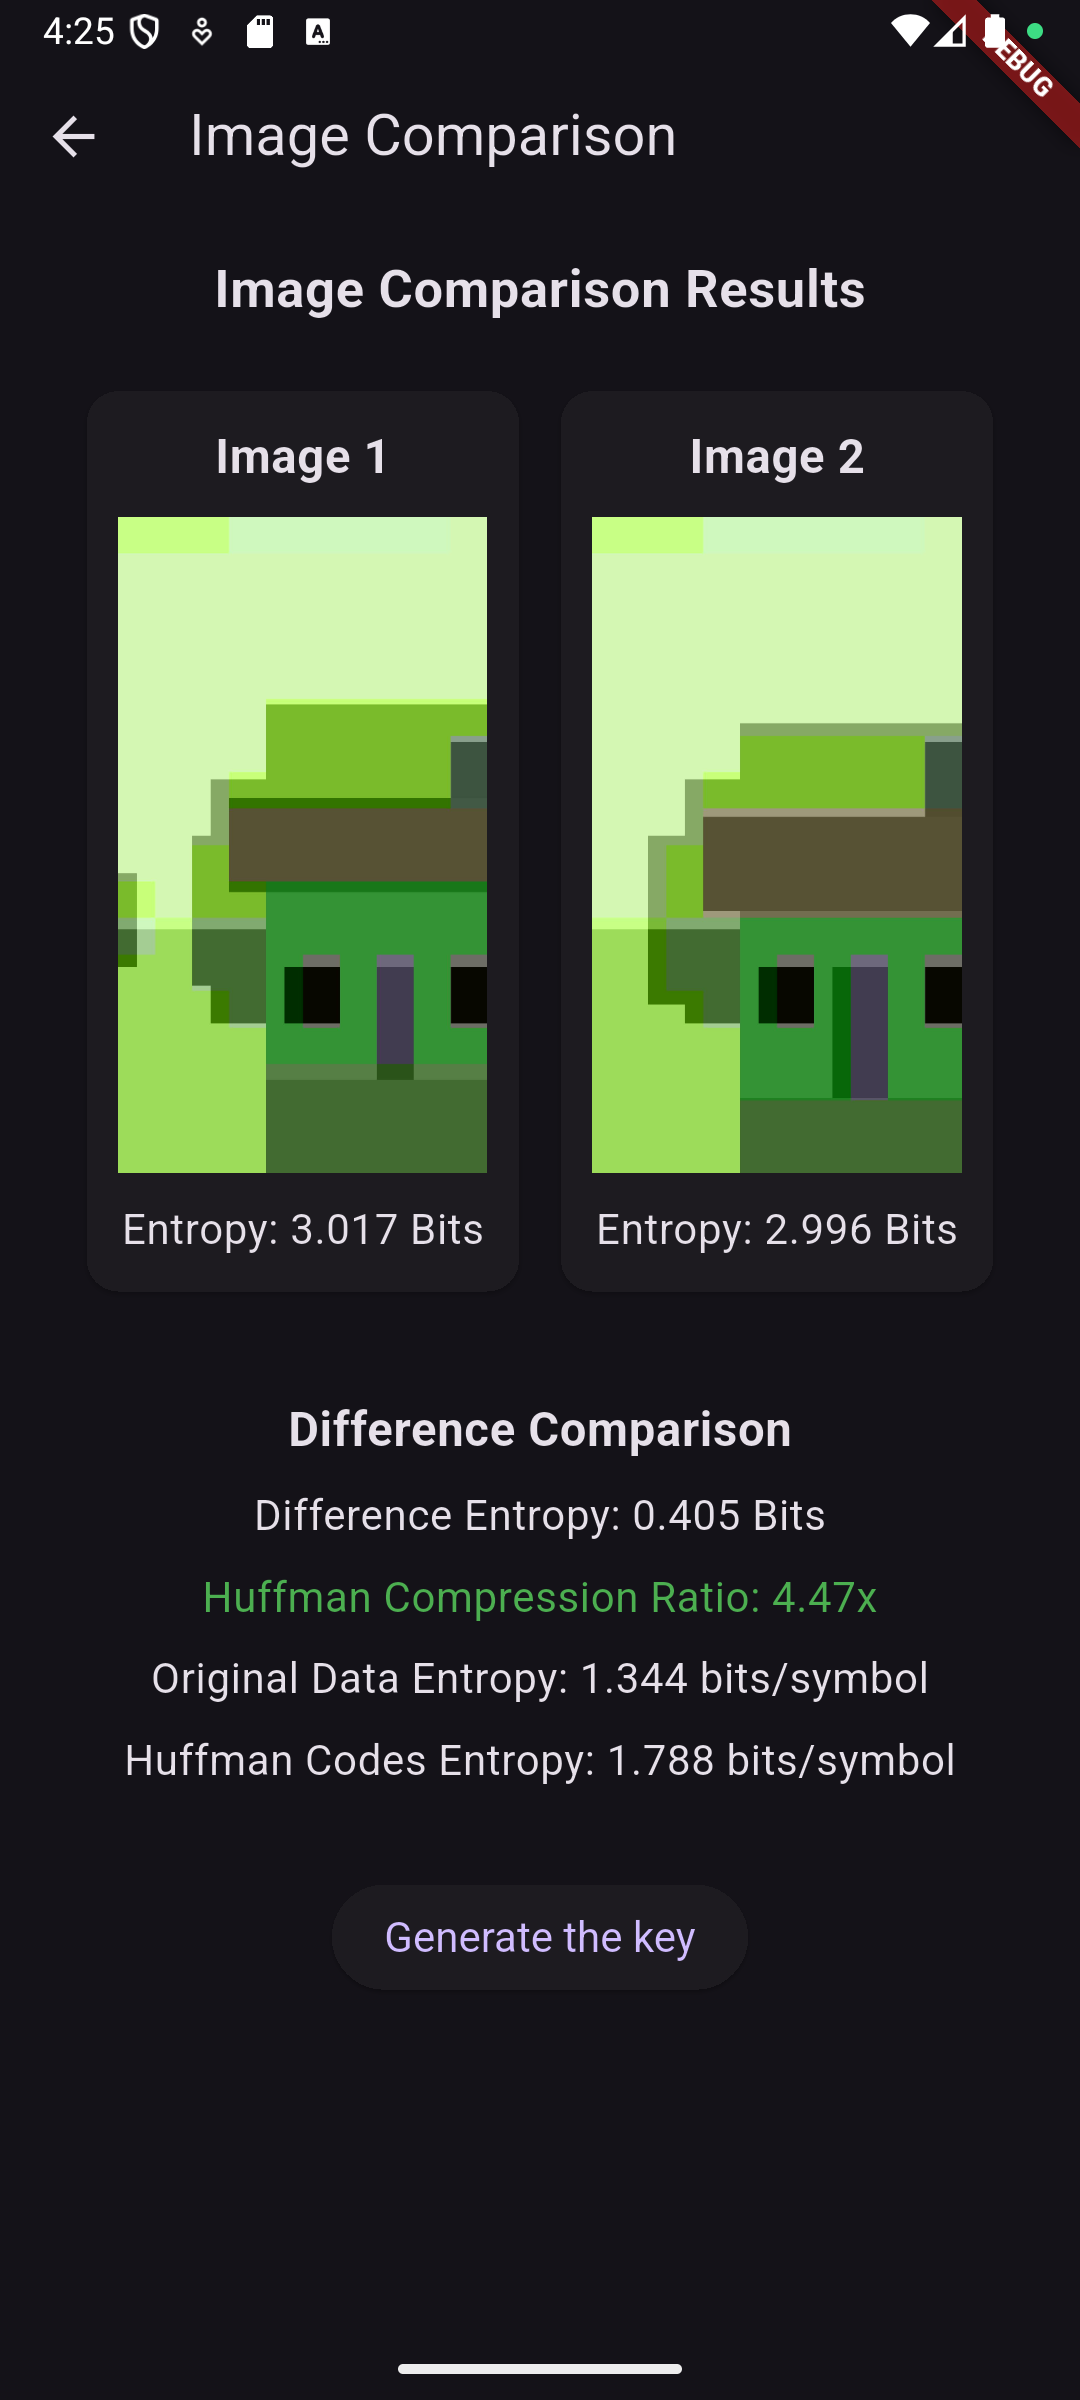 4:25
EBUG
Image Comparison
Image Comparison Results
Image 1
Image 2
Entropy: 3.017 Bits
Entropy: 2.996 Bits
Difference Comparison
Difference Entropy: 0.405 Bits
Huffman Compression Ratio: 4.47x
Original Data Entropy: 1.344 bits/symbol
Huffman Codes Entropy: 1.788 bits/symbol
Generate the key